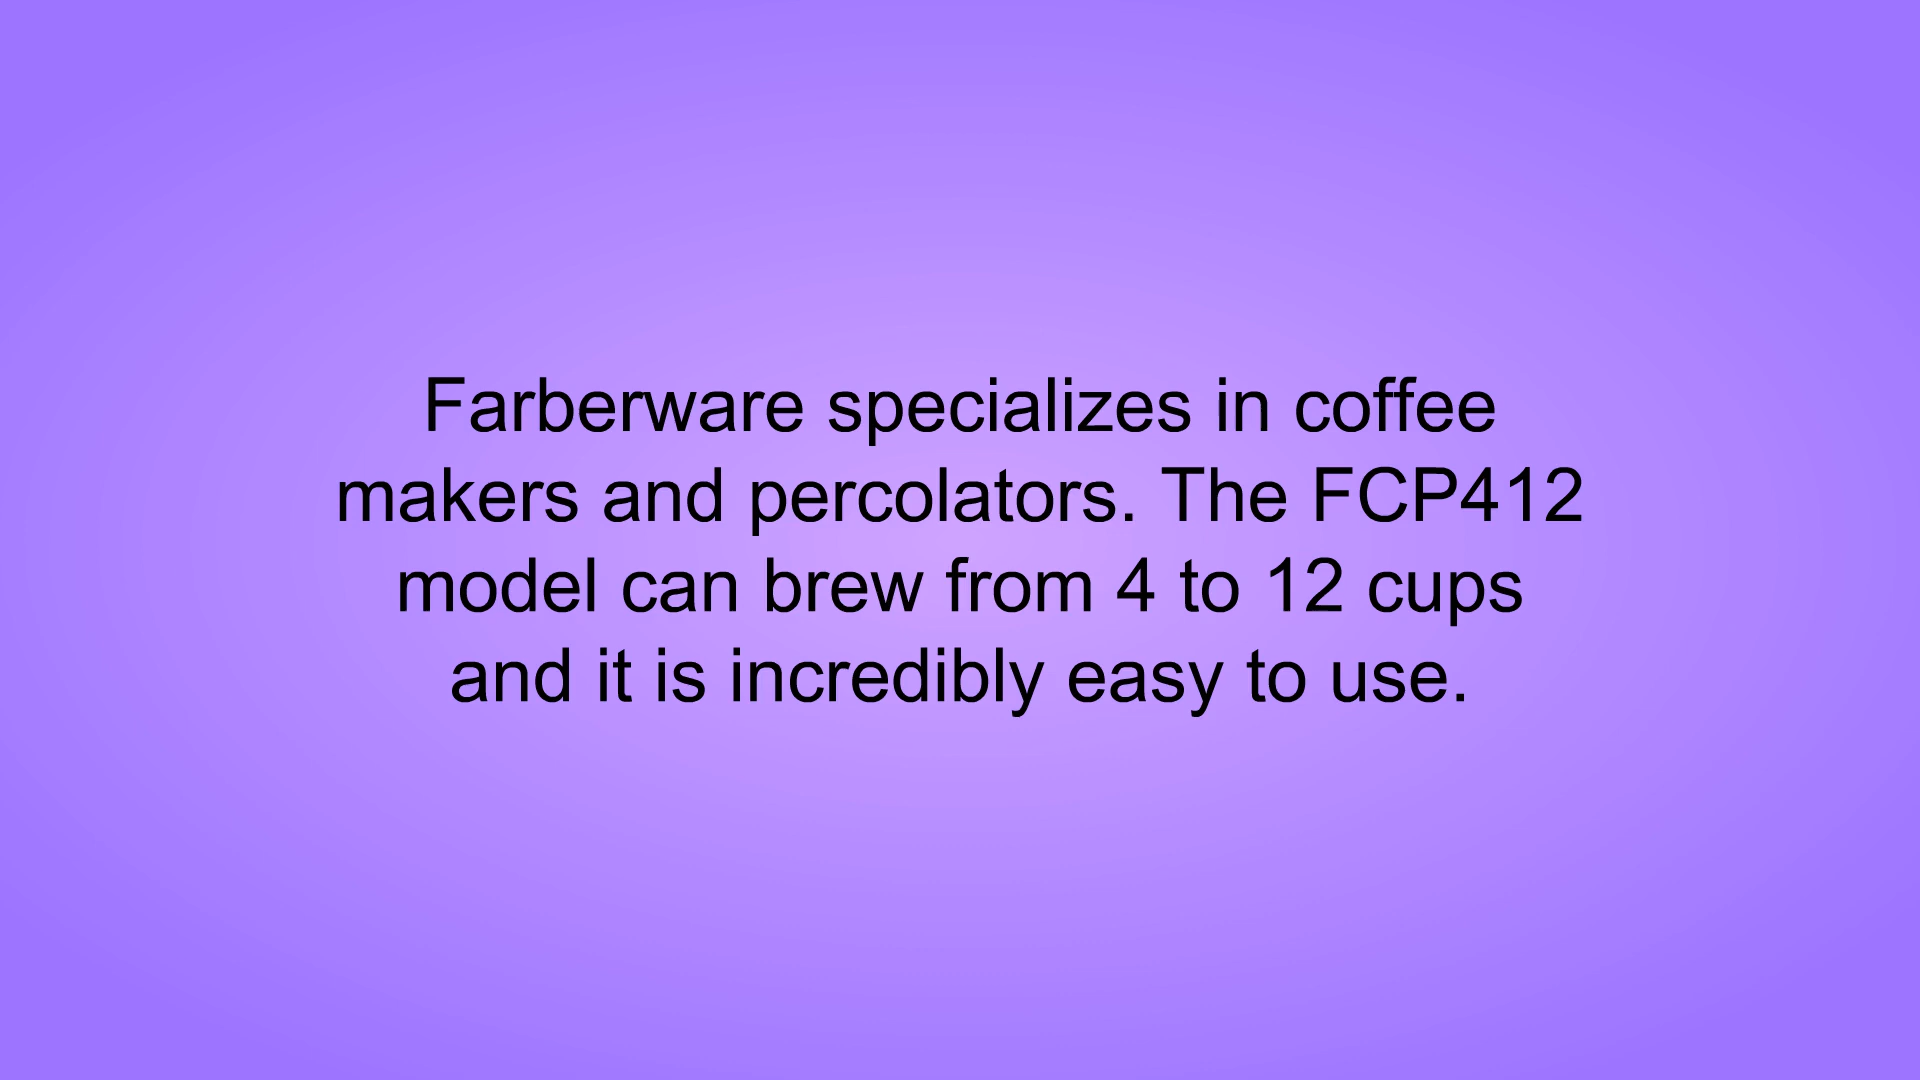 Farberware specializes in coffee
makers and percolators. The FCP412
model can brew from 4 to 12 cups
and it is incredibly easy to use.